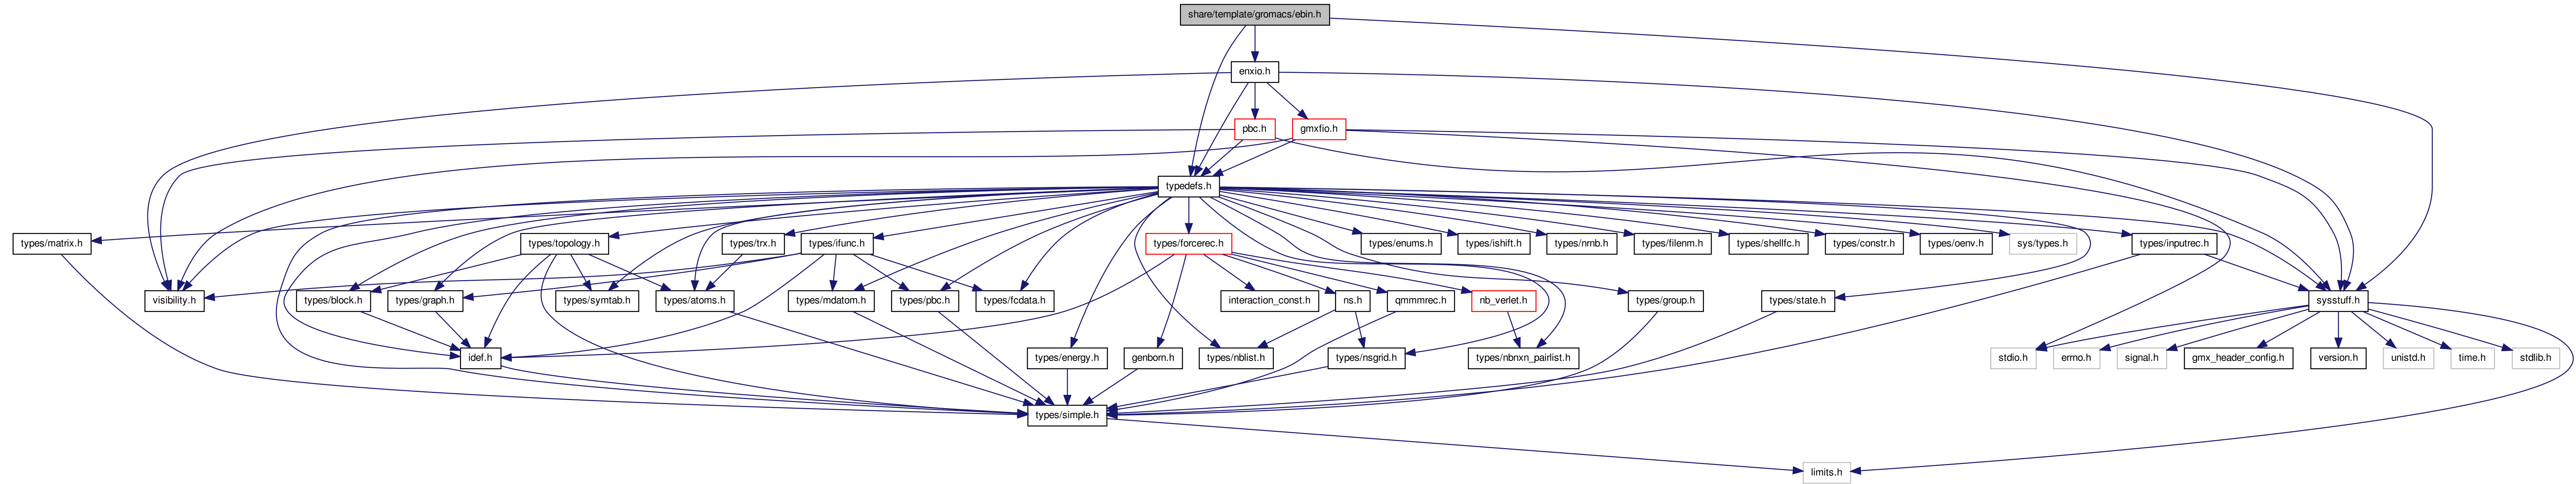 share/template/gromacs/ebin.h
enxio.h
pbc.h
gmxfio.h
typedefs.h
types/matrix.h
types/topology.h
types/trx.h
types/ifunc.h
types/forcerec.h
types/enums.h
types/ishift.h
types/nrnb.h
types/filenm.h
types/shellfc.h
types/constr.h
types/oenv.h
sys/types.h
types/inputrec.h
visibility.h
types/block.h
types/graph.h
types/symtab.h
types/atoms.h
types/mdatom.h
types/pbc.h
types/fcdata.h
interaction_const.h
ns.h
qmmmrec.h
nb_verlet.h
types/group.h
types/state.h
sysstuff.h
idef.h
types/energy.h
genborn.h
types/nblist.h
types/nsgrid.h
types/nbnxn_pairlist.h
stdio.h
errno.h
signal.h
gmx_header_config.h
version.h
unistd.h
time.h
stdlib.h
types/simple.h
limits.h